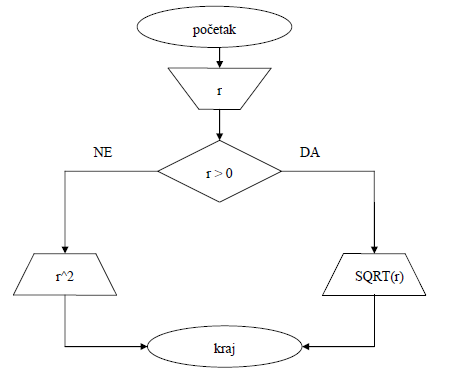 početak
r
NE
DA
r > 0
r^2
SQRT(r)
kraj